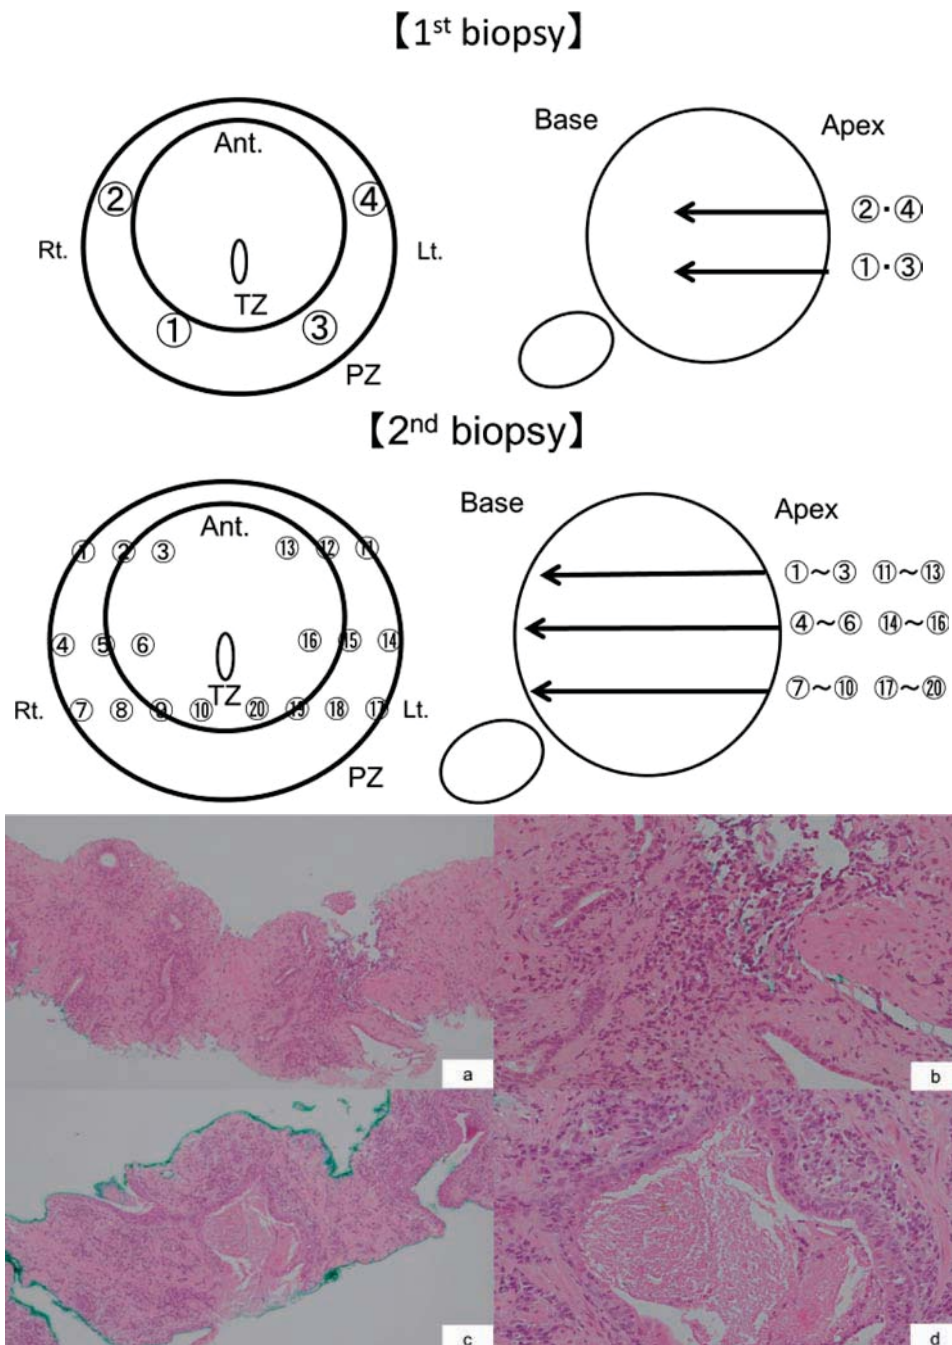 【1st biopsy】
Base
Apex
Ant.
② ④
②・④
Rt.
Lt.
①・③
TZ
① ③
PZ
【2nd biopsy】
Base
Apex
Ant.
① ② ③ ⑬ ⑫ ⑪
①～③ ⑪～⑬
④～⑥ ⑭～⑯
④ ⑤ ⑥ ⑯ ⑮ ⑭
TZ
⑦～⑩ ⑰～⑳
Rt.
⑦ ⑧ ⑨ ⑩ ⑳ ⑲ ⑱ ⑰
Lt.
PZ
a
b
c
d